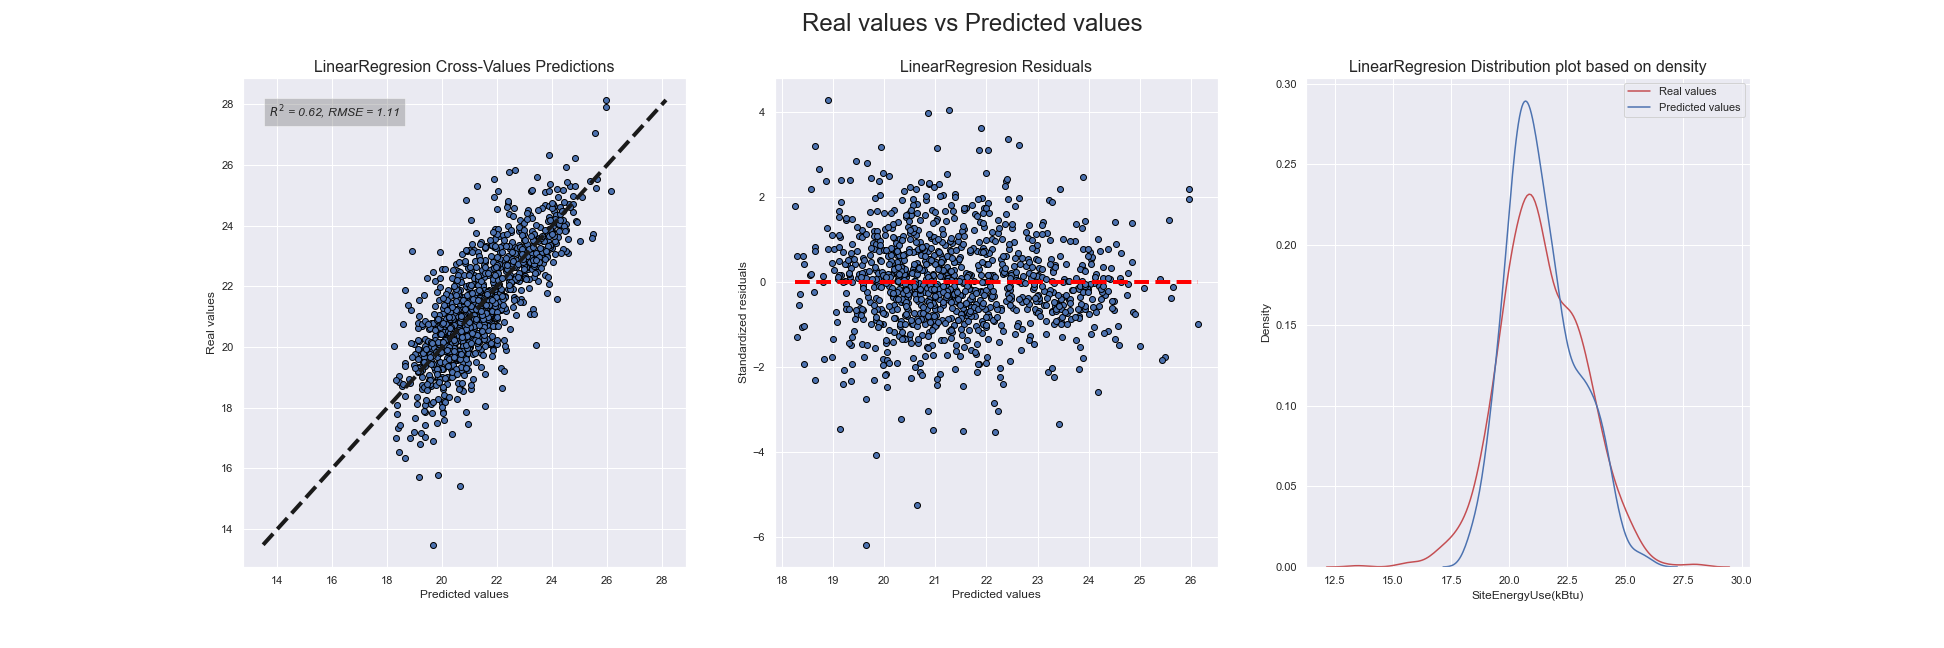 Real values vs Predicted values
LinearRegresion Cross-Values Predictions
R² = 0.62, RMSE = 1.11
28
26
24
22
20
18
16
14
Real values
14 16 18 20 22 24 26 28
Predicted values
LinearRegresion Residuals
4
2
0
−2
−4
−6
Standardized residuals
18 19 20 21 22 23 24 25 26
Predicted values
LinearRegresion Distribution plot based on density
Real values
Predicted values
0.30
0.25
0.20
0.15
0.10
0.05
0.00
Density
12.5 15.0 17.5 20.0 22.5 25.0 27.5 30.0
SiteEnergyUse(kBtu)